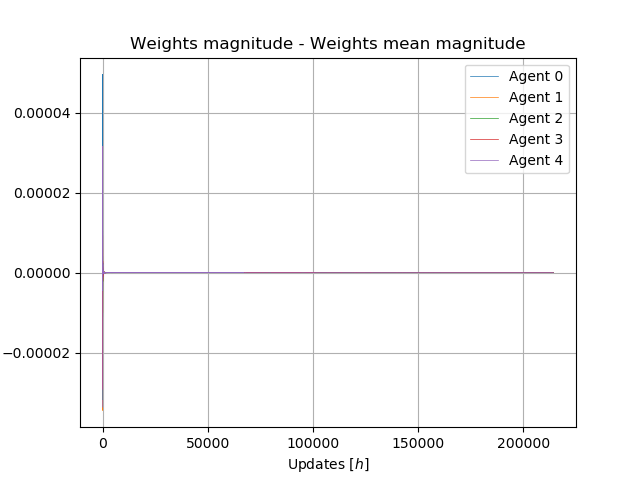 Weights magnitude - Weights mean magnitude
0.00004
0.00002
0.00000
−0.00002
0
50000
100000
150000
200000
Updates [h]
Agent 0
Agent 1
Agent 2
Agent 3
Agent 4